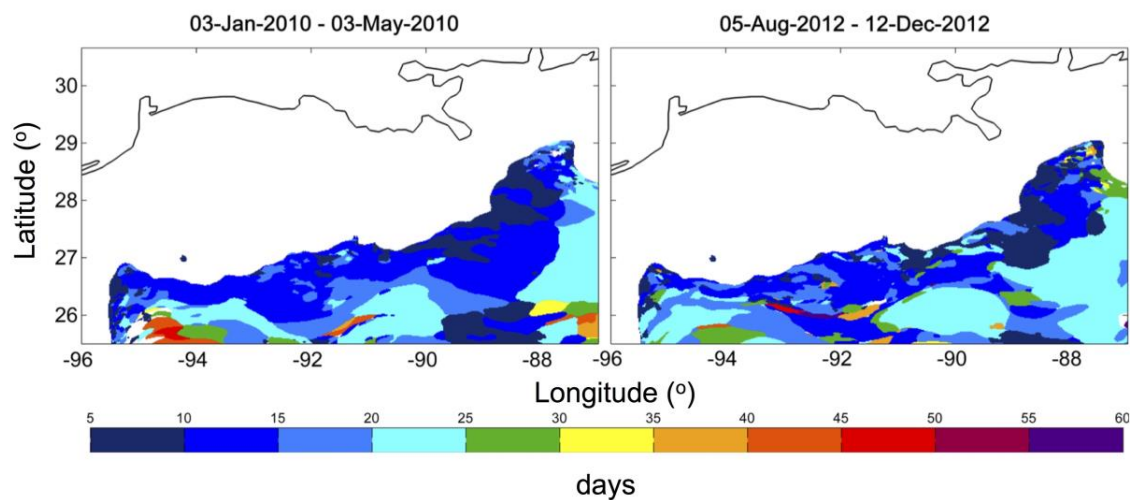 03-Jan-2010 - 03-May-2010
05-Aug-2012 - 12-Dec-2012
Latitude (o)
30
29
28
27
26
-96 -94 -92 -90 -88 -96 -94 -92 -90 -88
Longitude (o)
5 10 15 20 25 30 35 40 45 50 55 60
days